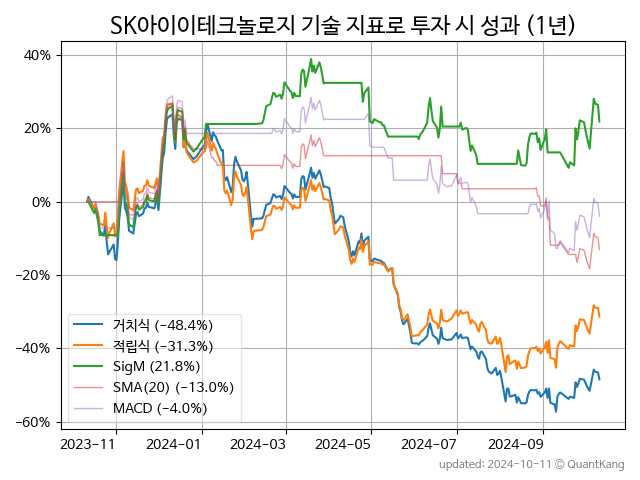 SK아이이테크놀로지 기술 지표로 투자 시 성과 (1년)
40%
20%
0%
−20%
−40%
−60%
거치식 (−48.4%)
적립식 (−31.3%)
SigM (21.8%)
SMA(20) (−13.0%)
MACD (−4.0%)
2023−11
2024−01
2024−03
2024−05
2024−07
2024−09
updated: 2024-10-11 © QuantKang